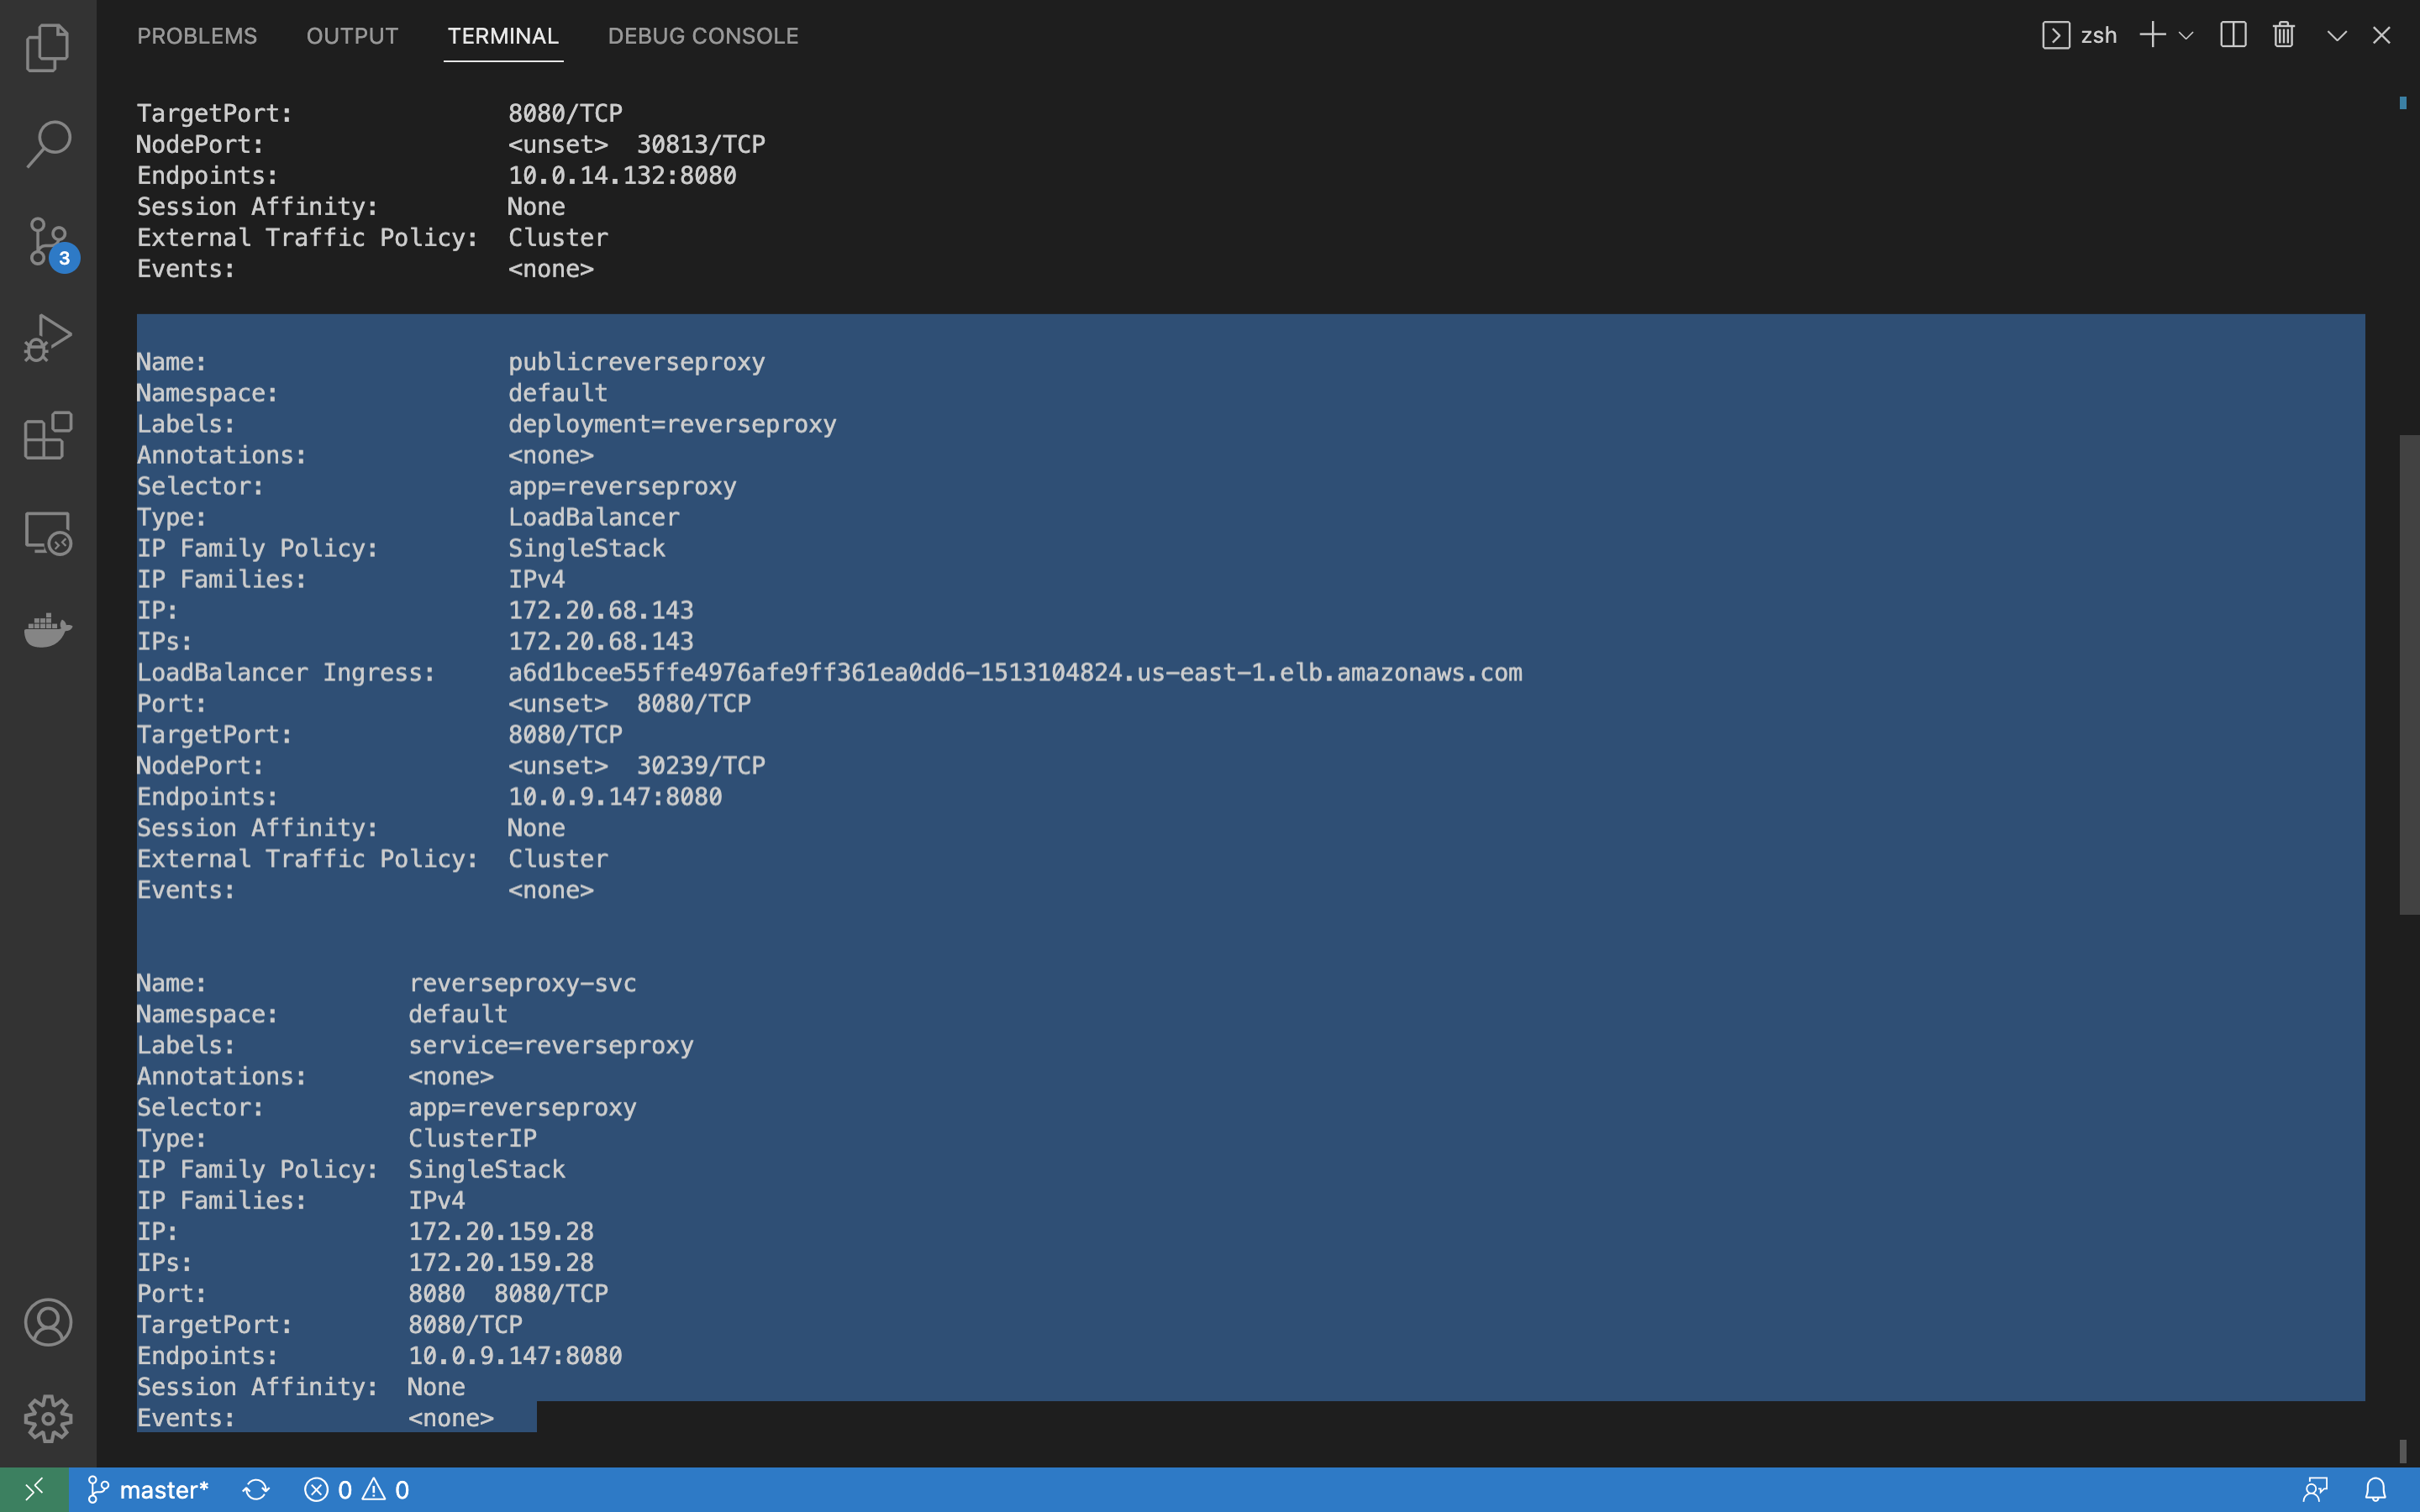 PROBLEMS OUTPUT TERMINAL DEBUG CONSOLE zsh
TargetPort: 8080/TCP
NodePort: <unset> 30813/TCP
Endpoints: 10.0.14.132:8080
Session Affinity: None
External Traffic Policy: Cluster
Events: <none>
Name: publicreverseproxy
Namespace: default
Labels: deployment=reverseproxy
Annotations: <none>
Selector: app=reverseproxy
Type: LoadBalancer
IP Family Policy: SingleStack
IP Families: IPv4
IP: 172.20.68.143
IPs: 172.20.68.143
LoadBalancer Ingress: a6d1bcee55ffe4976afe9ff361ea0dd6-1513104824.us-east-1.elb.amazonaws.com
Port: <unset> 8080/TCP
TargetPort: 8080/TCP
NodePort: <unset> 30239/TCP
Endpoints: 10.0.9.147:8080
Session Affinity: None
External Traffic Policy: Cluster
Events: <none>
Name: reverseproxy-svc
Namespace: default
Labels: service=reverseproxy
Annotations: <none>
Selector: app=reverseproxy
Type: ClusterIP
IP Family Policy: SingleStack
IP Families: IPv4
IP: 172.20.159.28
IPs: 172.20.159.28
Port: 8080 8080/TCP
TargetPort: 8080/TCP
Endpoints: 10.0.9.147:8080
Session Affinity: None
Events: <none>
3
master* 0 0